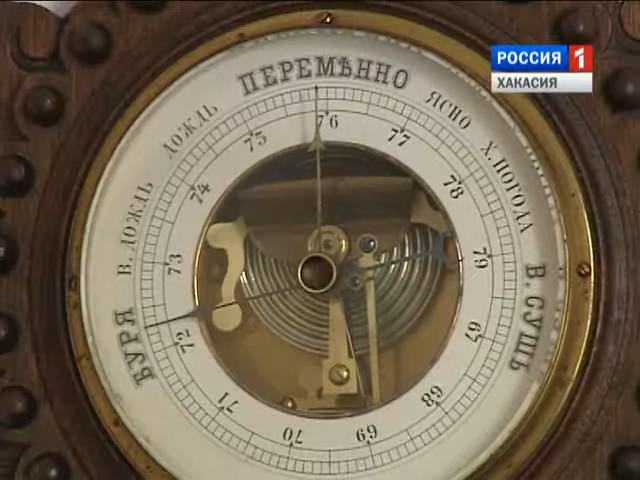 РОССИЯ 1
ХАКАСИЯ
БУРЯ
В. ДОЖДЬ
ДОЖДЬ
ПЕРЕМѢННО
ЯСНО
Х. ПОГОДА
В. СУШЬ
72
73
74
75
76
77
78
79
67
68
69
70
71